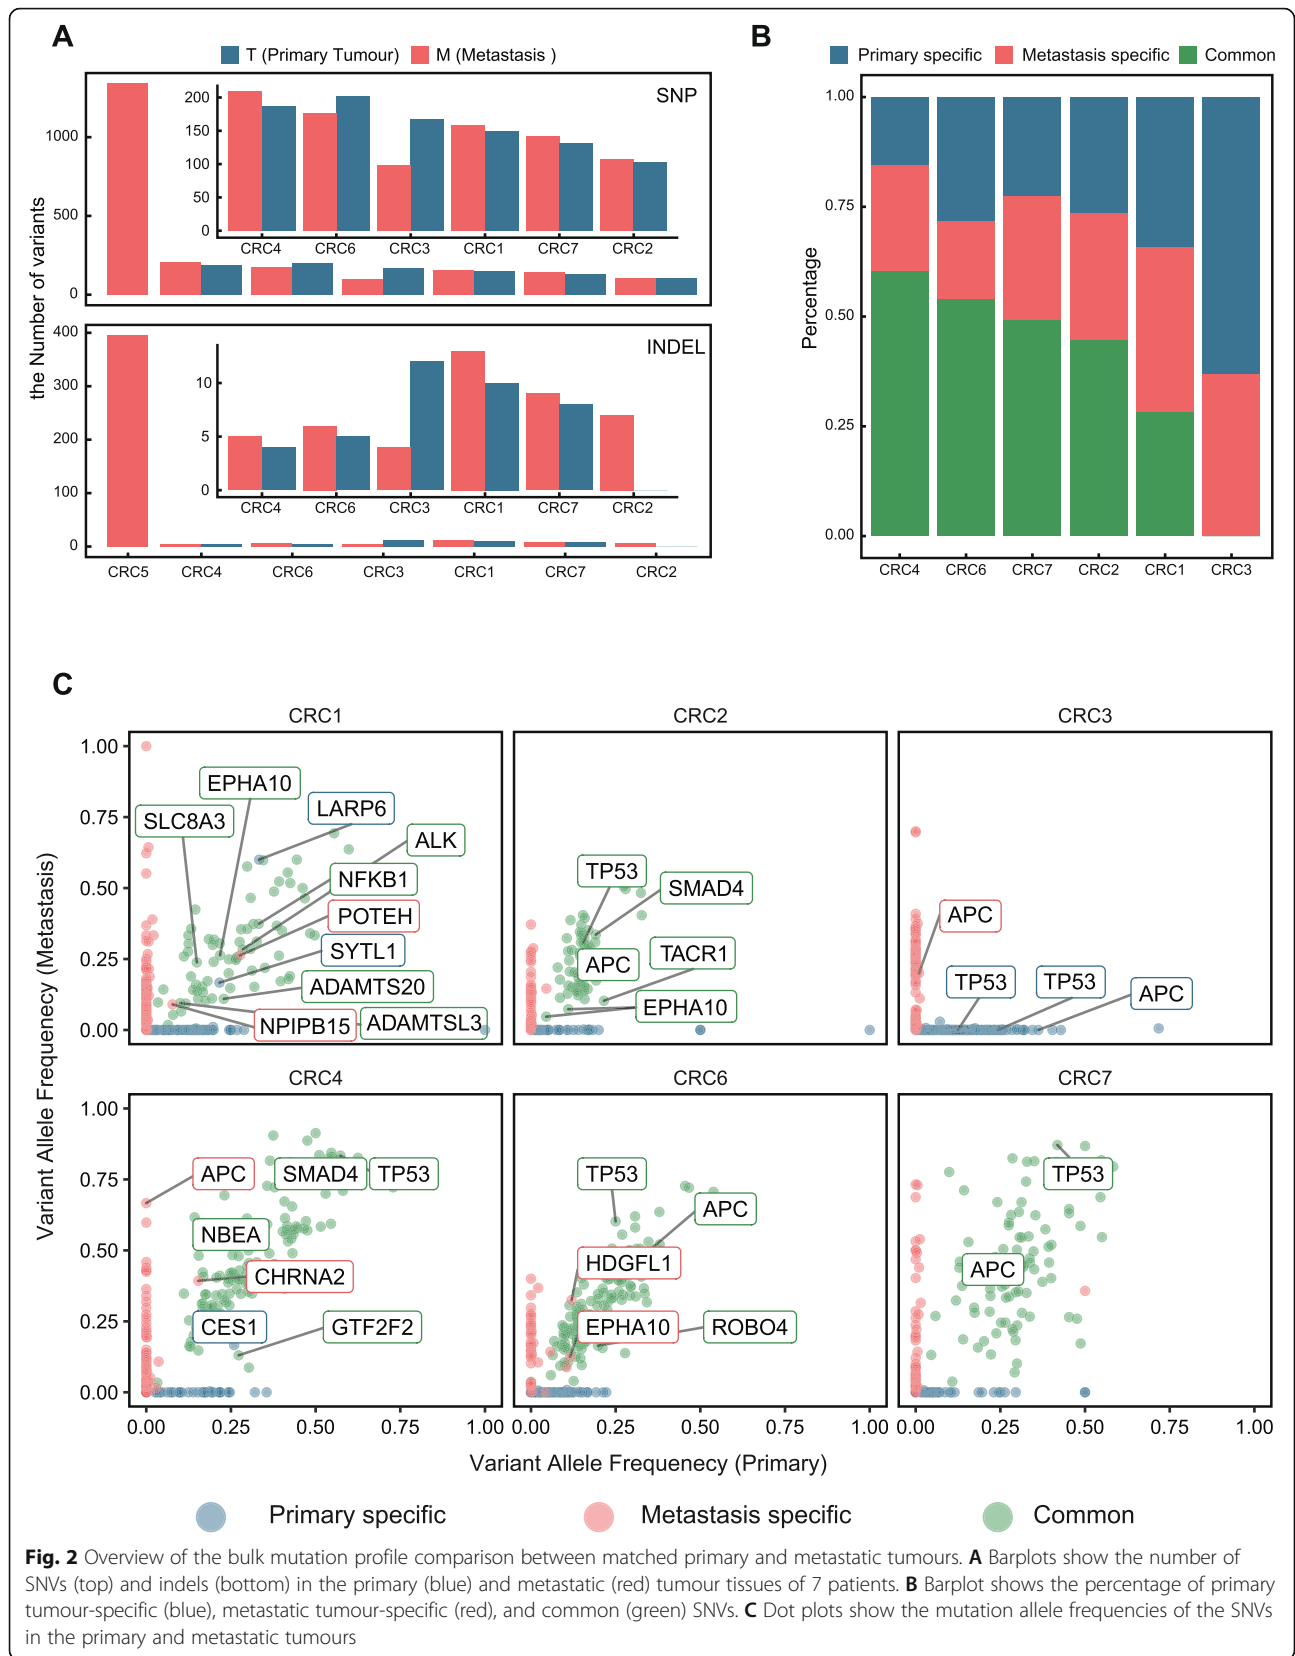 A
T (Primary Tumour) M (Metastasis )
SNP
the Number of variants
1000
500
0
200
150
100
50
0
CRC4 CRC6 CRC3 CRC1 CRC7 CRC2
INDEL
400
300
200
100
0
10
5
0
CRC4 CRC6 CRC3 CRC1 CRC7 CRC2
CRC5 CRC4 CRC6 CRC3 CRC1 CRC7 CRC2
B
Primary specific Metastasis specific Common
Percentage
1.00
0.75
0.50
0.25
0.00
CRC4 CRC6 CRC7 CRC2 CRC1 CRC3
C
Variant Allele Frequenecy (Metastasis)
CRC1
1.00
0.75
0.50
0.25
0.00
EPHA10
SLC8A3
LARP6
ALK
NFKB1
POTEH
SYTL1
ADAMTS20
NPIPB15
ADAMTSL3
CRC2
TP53
SMAD4
APC
TACR1
EPHA10
CRC3
APC
TP53
TP53
APC
CRC4
1.00
0.75
0.50
0.25
0.00
APC
SMAD4
TP53
NBEA
CHRNA2
CES1
GTF2F2
0.00 0.25 0.50 0.75 1.00
CRC6
TP53
APC
HDGFL1
EPHA10
ROBO4
0.00 0.25 0.50 0.75 1.00
CRC7
TP53
APC
0.00 0.25 0.50 0.75 1.00
Variant Allele Frequenecy (Primary)
Primary specific Metastasis specific Common
Fig. 2 Overview of the bulk mutation profile comparison between matched primary and metastatic tumours. A Barplots show the number of
SNVs (top) and indels (bottom) in the primary (blue) and metastatic (red) tumour tissues of 7 patients. B Barplot shows the percentage of primary
tumour-specific (blue), metastatic tumour-specific (red), and common (green) SNVs. C Dot plots show the mutation allele frequencies of the SNVs
in the primary and metastatic tumours